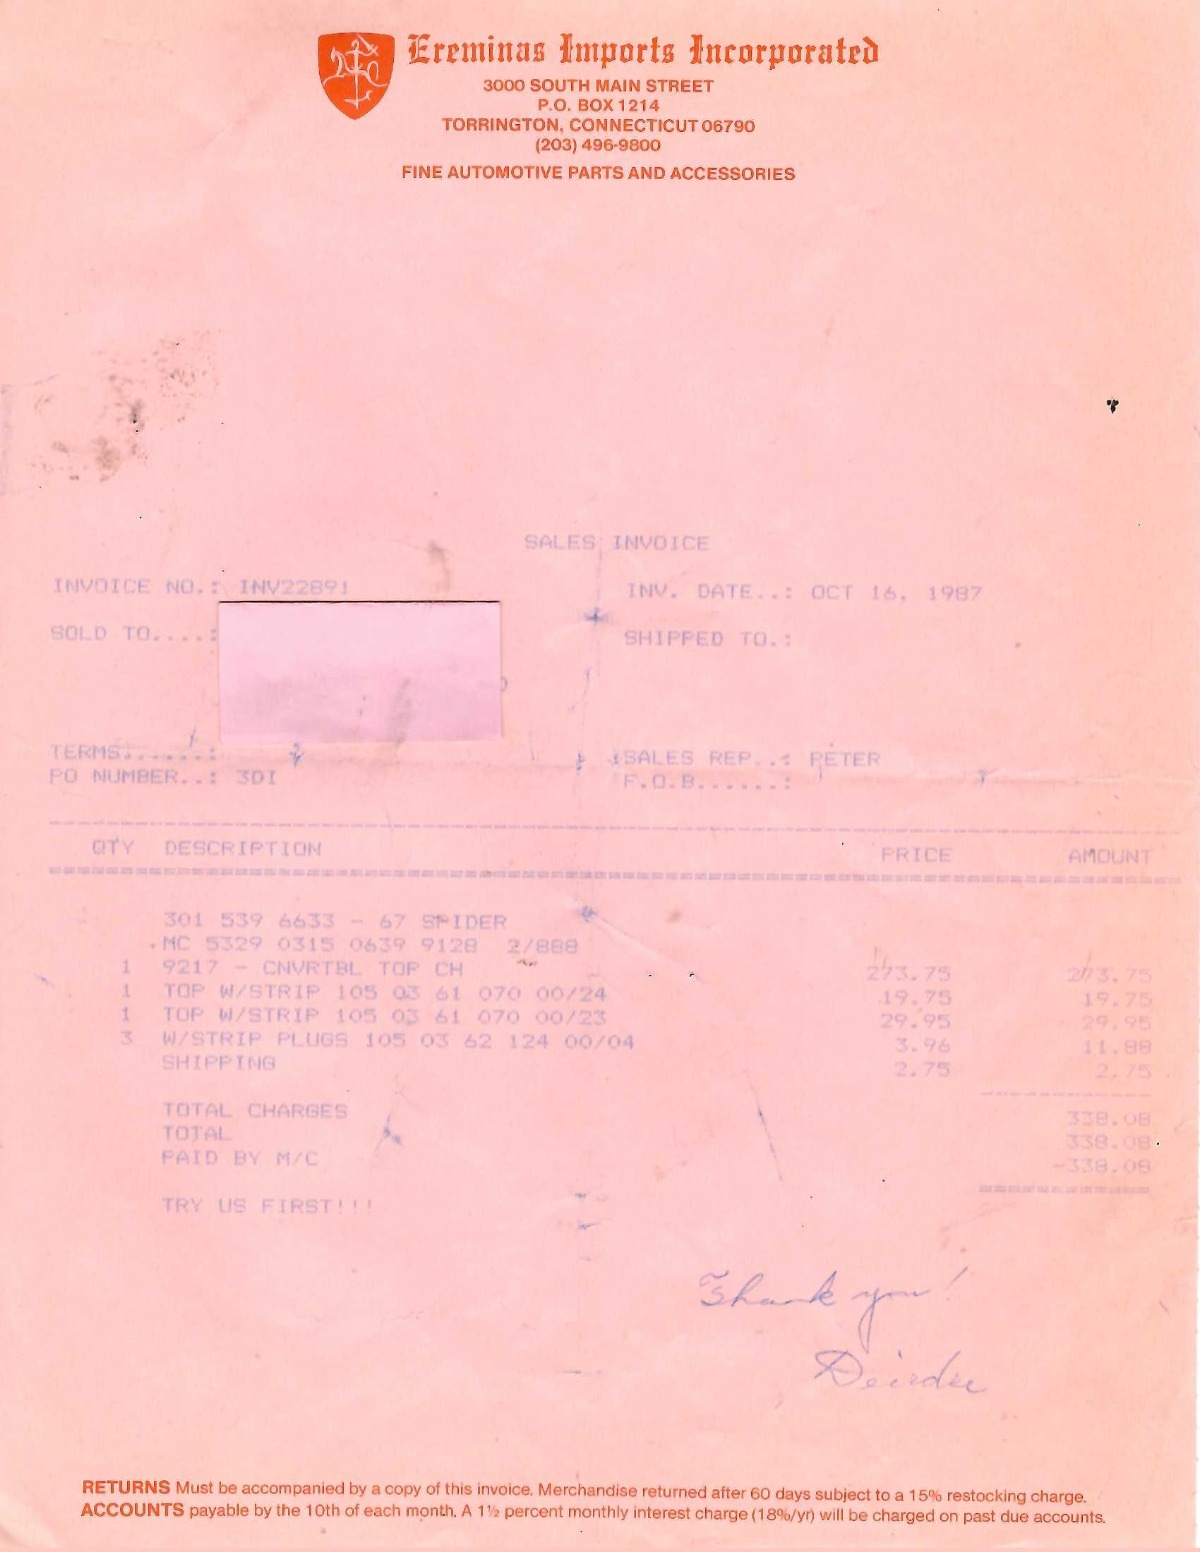 Ereminas Imports Incorporated
3000 SOUTH MAIN STREET
P.O. BOX 1214
TORRINGTON, CONNECTICUT 06790
(203) 496-9800
FINE AUTOMOTIVE PARTS AND ACCESSORIES
SALES INVOICE
INVOICE NO.: INV22891 INV. DATE..: OCT 16, 1987
SOLD TO....: SHIPPED TO.:
TERMS......: SALES REP..: PETER
PO NUMBER..: 3DI F.O.B......:
QTY DESCRIPTION PRICE AMOUNT
301 539 6633 - 67 SPIDER
MC 5329 0315 0639 9128 2/888
1 9217 - CNVRTBL TOP CH 273.75 273.75
1 TOP W/STRIP 105 03 61 070 00/24 19.75 19.75
1 TOP W/STRIP 105 03 61 070 00/23 29.95 29.95
3 W/STRIP PLUGS 105 03 62 124 00/04 3.96 11.88
SHIPPING 2.75 2.75
TOTAL CHARGES 338.08
TOTAL 338.08
PAID BY M/C -338.08
TRY US FIRST!!!
Thank you!
Deirdre
RETURNS Must be accompanied by a copy of this invoice. Merchandise returned after 60 days subject to a 15% restocking charge.
ACCOUNTS payable by the 10th of each month. A 1½ percent monthly interest charge (18%/yr) will be charged on past due accounts.